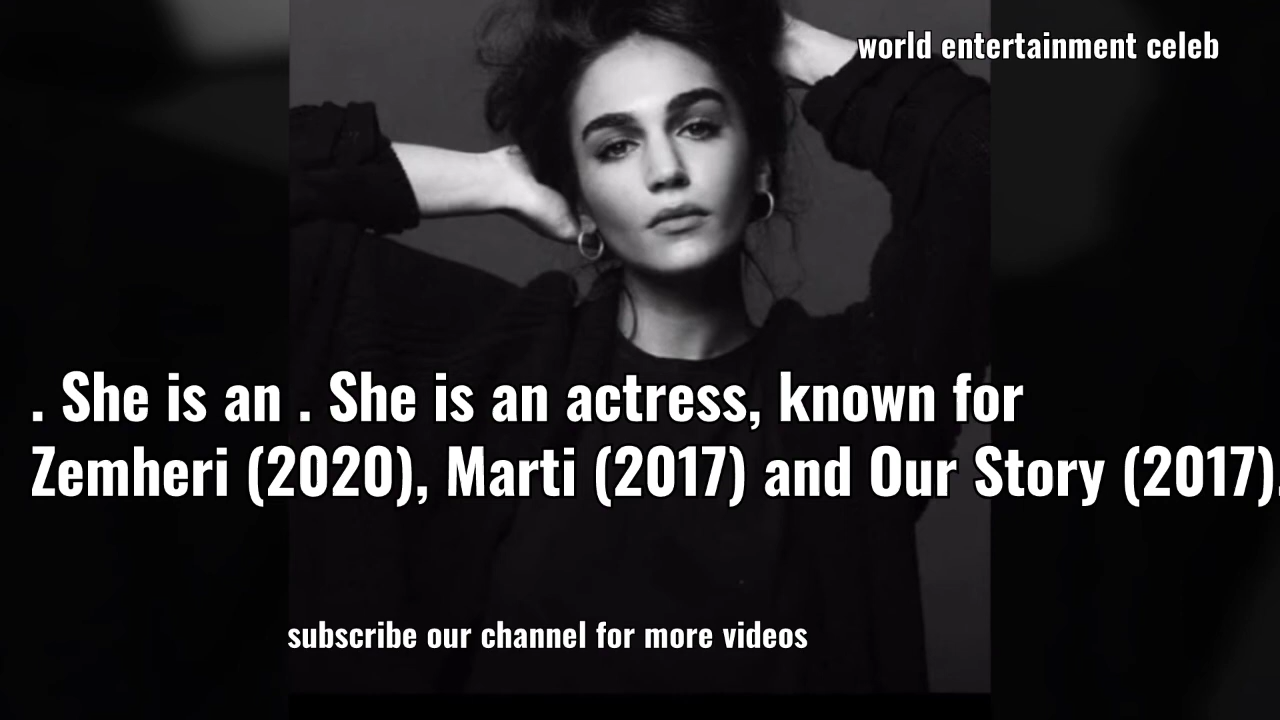 world entertainment celeb
. She is an . She is an actress, known for
Zemheri (2020), Marti (2017) and Our Story (2017).
subscribe our channel for more videos